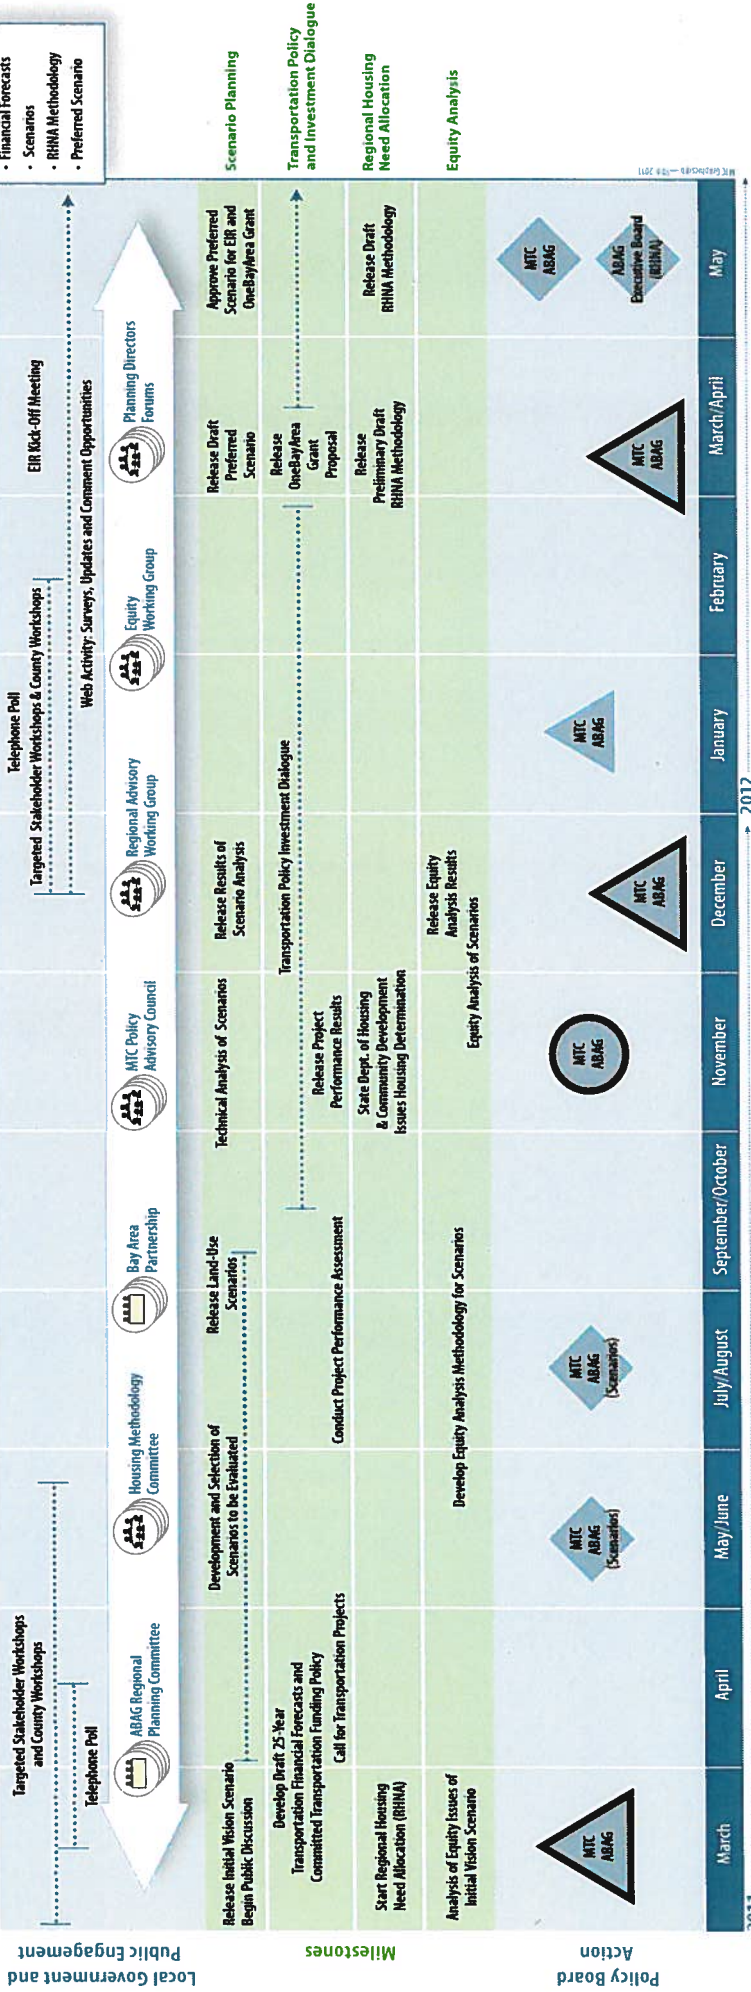 • Financial Forecasts
• Scenarios
• RHNA Methodology
• Preferred Scenario
Local Government and
Public Engagement
Targeted Stakeholder Workshops
and County Workshops
Telephone Poll
Telephone Poll
Targeted Stakeholder Workshops & County Workshops
EIR Kick-Off Meeting
Web Activity: Surveys, Updates and Comment Opportunities
ABAG Regional
Planning Committee
Housing Methodology
Committee
Bay Area
Partnership
MTC Policy
Advisory Council
Regional Advisory
Working Group
Equity
Working Group
Planning Directors
Forums
Milestones
Release Initial Vision Scenario
Begin Public Discussion
Development and Selection of
Scenarios to be Evaluated
Release Land-Use
Scenarios
Technical Analysis of Scenarios
Release Results of
Scenario Analysis
Release Draft
Preferred
Scenario
Approve Preferred
Scenario for EIR and
OneBayArea Grant
Scenario Planning
Develop Draft 25-Year
Transportation Financial Forecasts and
Committed Transportation Funding Policy
Call for Transportation Projects
Conduct Project Performance Assessment
Transportation Policy Investment Dialogue
Release Project
Performance Results
Release
OneBayArea
Grant
Proposal
Transportation Policy
and Investment Dialogue
Start Regional Housing
Need Allocation (RHNA)
State Dept. of Housing
& Community Development
Issues Housing Determination
Release
Preliminary Draft
RHNA Methodology
Release Draft
RHNA Methodology
Regional Housing
Need Allocation
Analysis of Equity Issues of
Initial Vision Scenario
Develop Equity Analysis Methodology for Scenarios
Release Equity
Analysis Results
Equity Analysis of Scenarios
Equity Analysis
Policy Board
Action
MTC
ABAG
MTC
ABAG
(Scenarios)
MTC
ABAG
(Scenarios)
MTC
ABAG
MTC
ABAG
MTC
ABAG
MTC
ABAG
MTC
ABAG
ABAG
Executive Board
(RHNA)
March
April
May/June
July/August
September/October
November
December
January
February
March/April
May
2011
2012